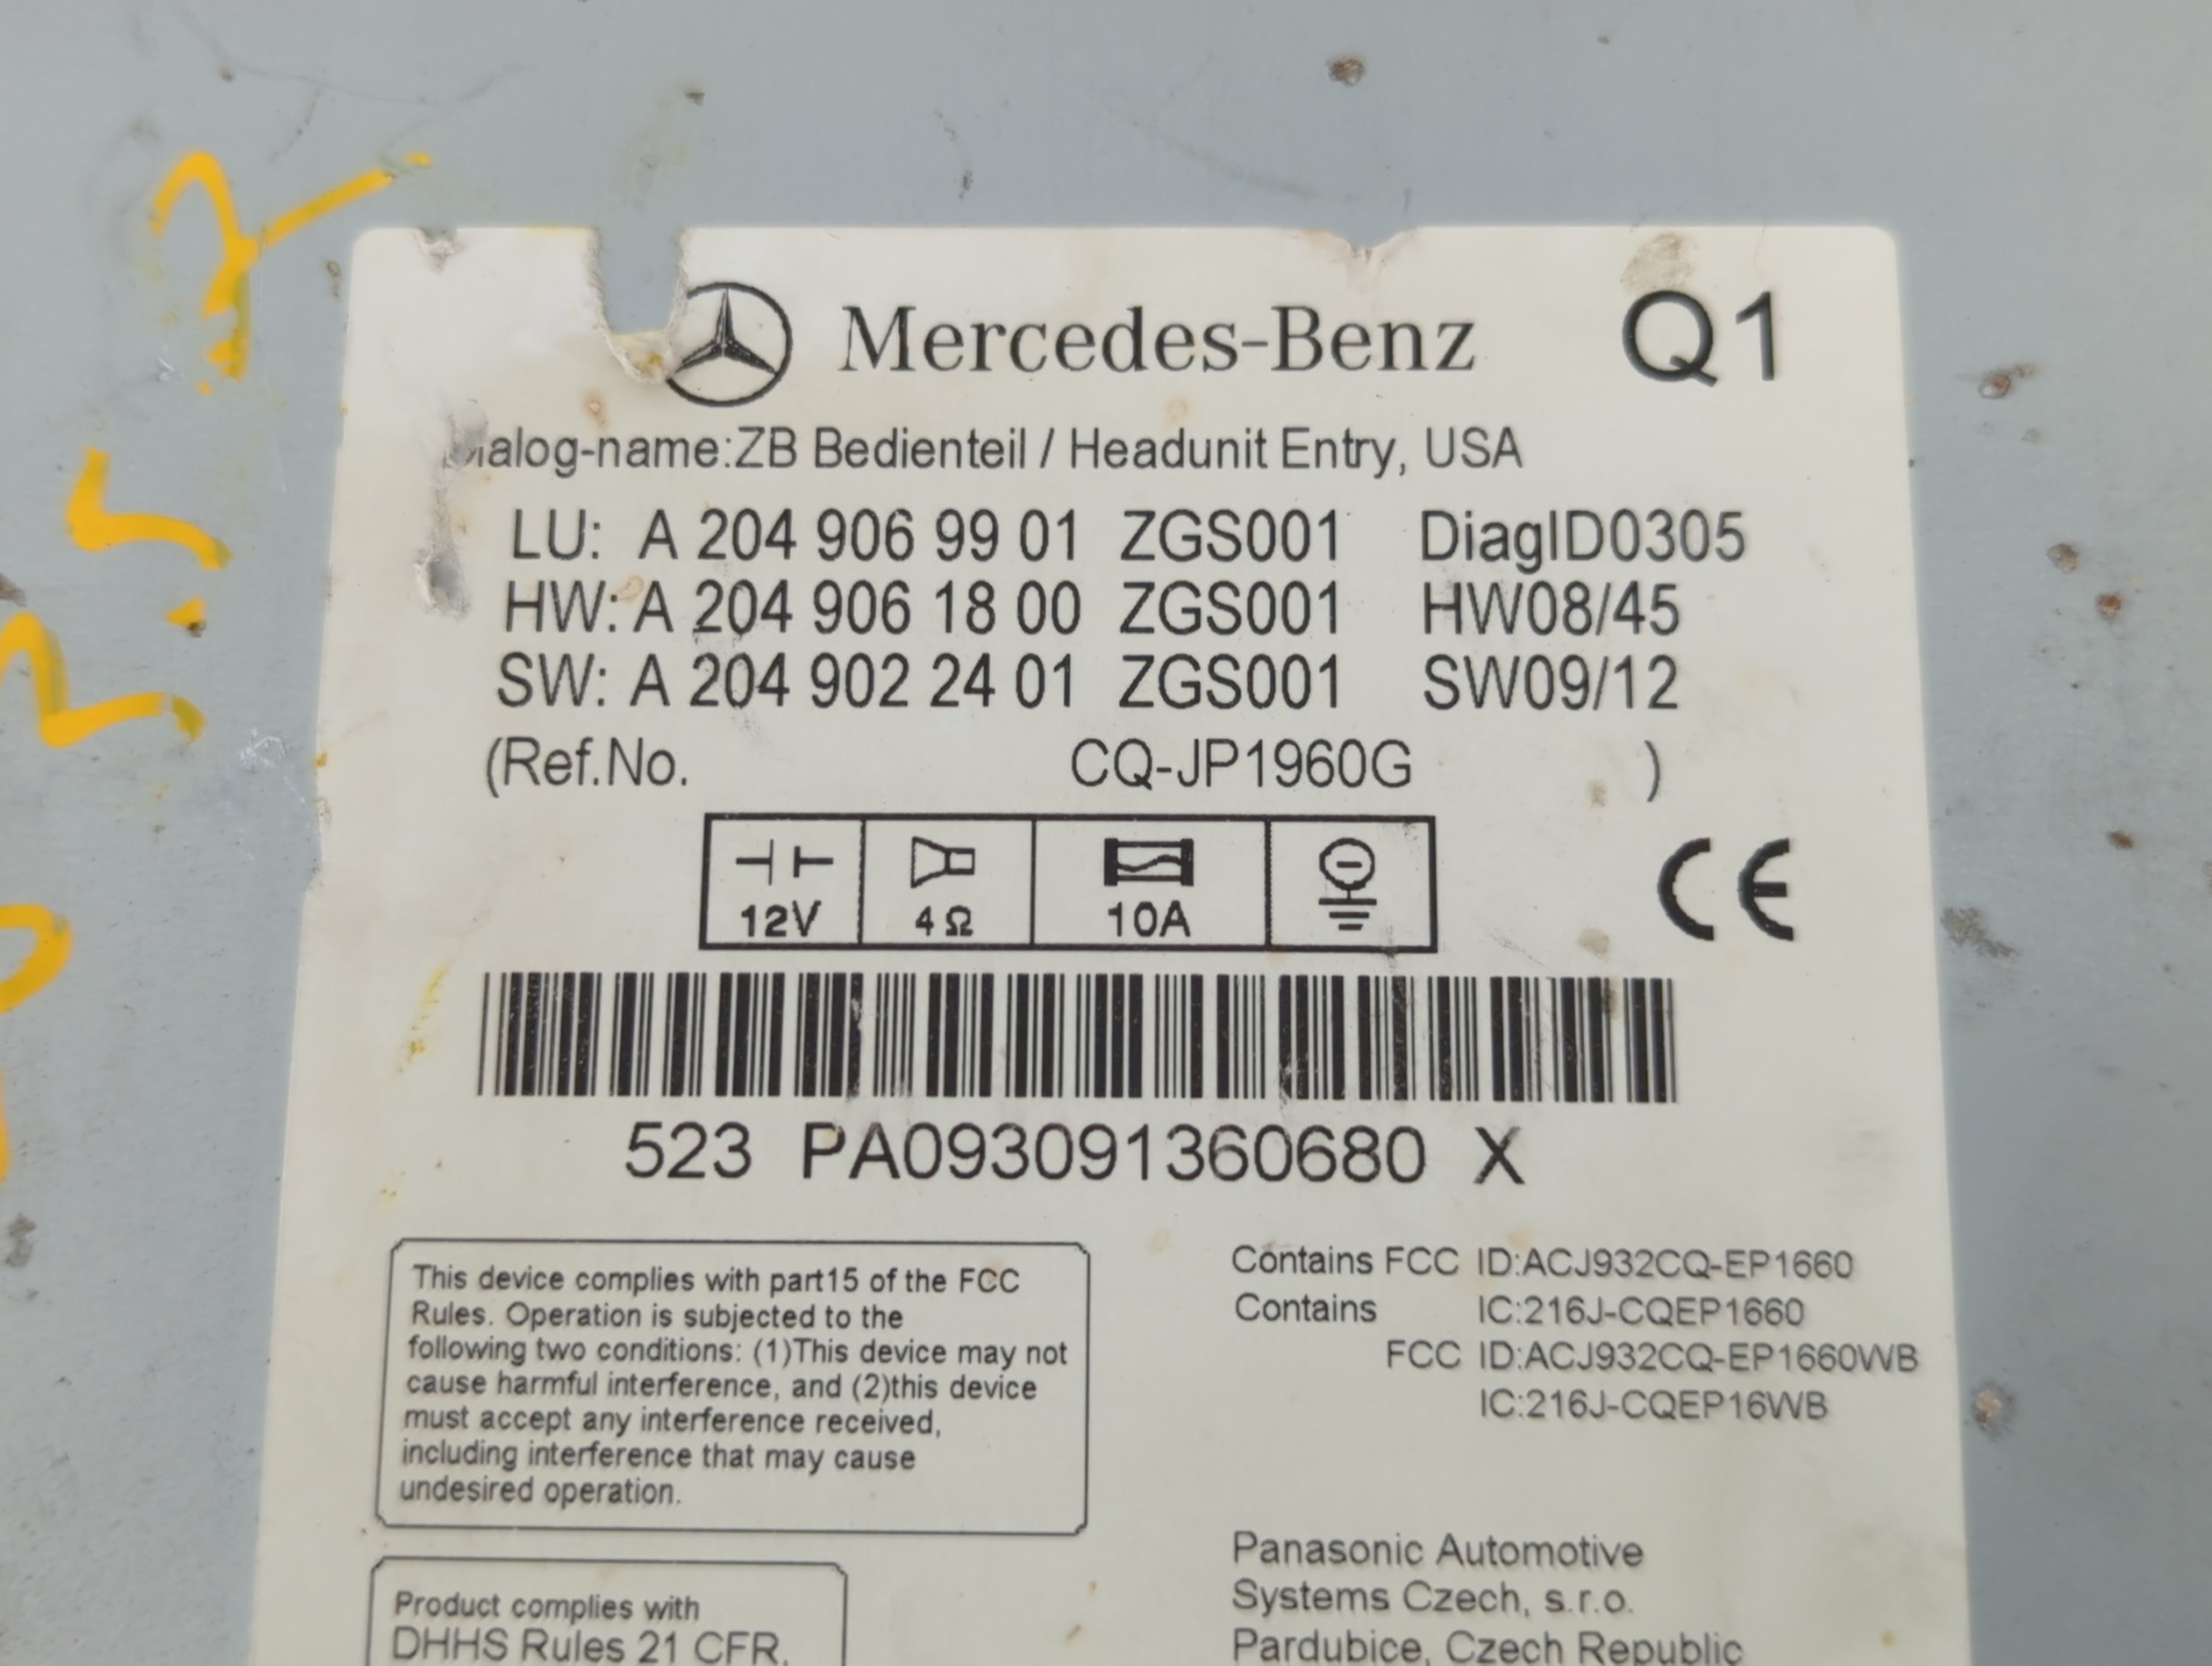 Mercedes-Benz Q1
Dialog-name:ZB Bedienteil / Headunit Entry, USA
LU: A 204 906 99 01 ZGS001 DiagID0305
HW: A 204 906 18 00 ZGS001 HW08/45
SW: A 204 902 24 01 ZGS001 SW09/12
(Ref.No. CQ-JP1960G )
12V 4Ω 10A
CE
523 PA093091360680 X
This device complies with part15 of the FCC
Rules. Operation is subjected to the
following two conditions: (1)This device may not
cause harmful interference, and (2)this device
must accept any interference received,
including interference that may cause
undesired operation.
Contains FCC ID:ACJ932CQ-EP1660
Contains IC:216J-CQEP1660
FCC ID:ACJ932CQ-EP1660WB
IC:216J-CQEP16WB
Product complies with
DHHS Rules 21 CFR.
Panasonic Automotive
Systems Czech, s.r.o.
Pardubice, Czech Republic